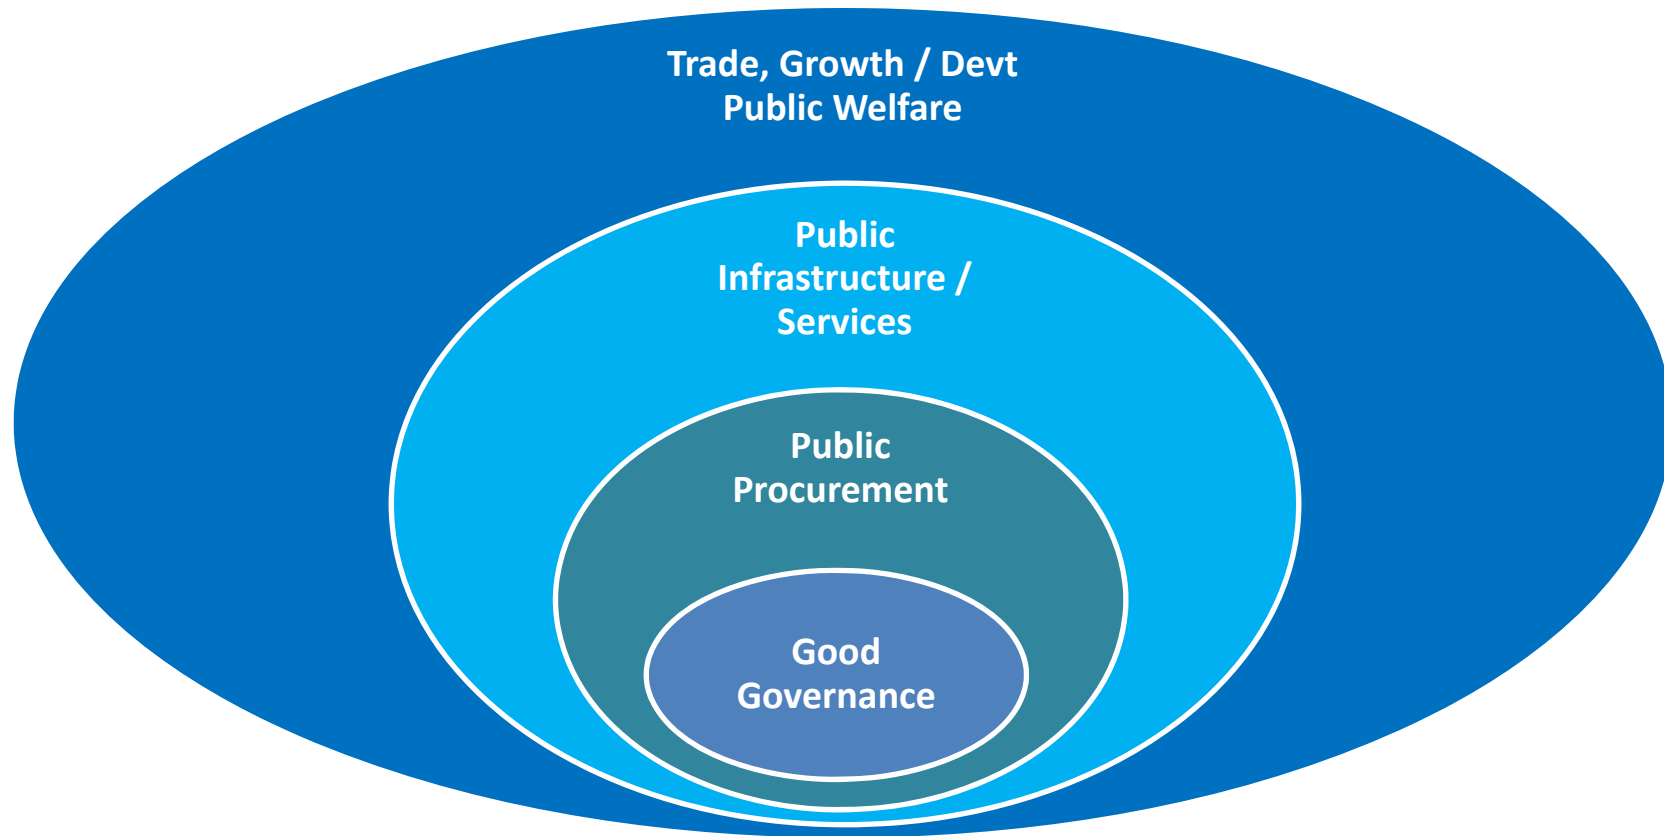 Trade, Growth / Devt
Public Welfare
Public
Infrastructure /
Services
Public
Procurement
Good
Governance